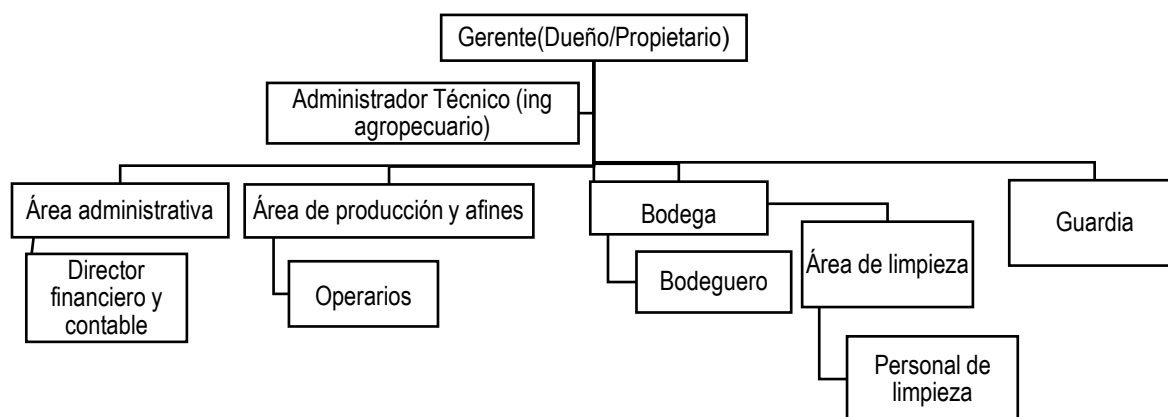 Gerente(Dueño/Propietario)
Administrador Técnico (ing
agropecuario)
Área administrativa
Área de producción y afines
Bodega
Guardia
Director
financiero y
contable
Operarios
Bodeguero
Área de limpieza
Personal de
limpieza